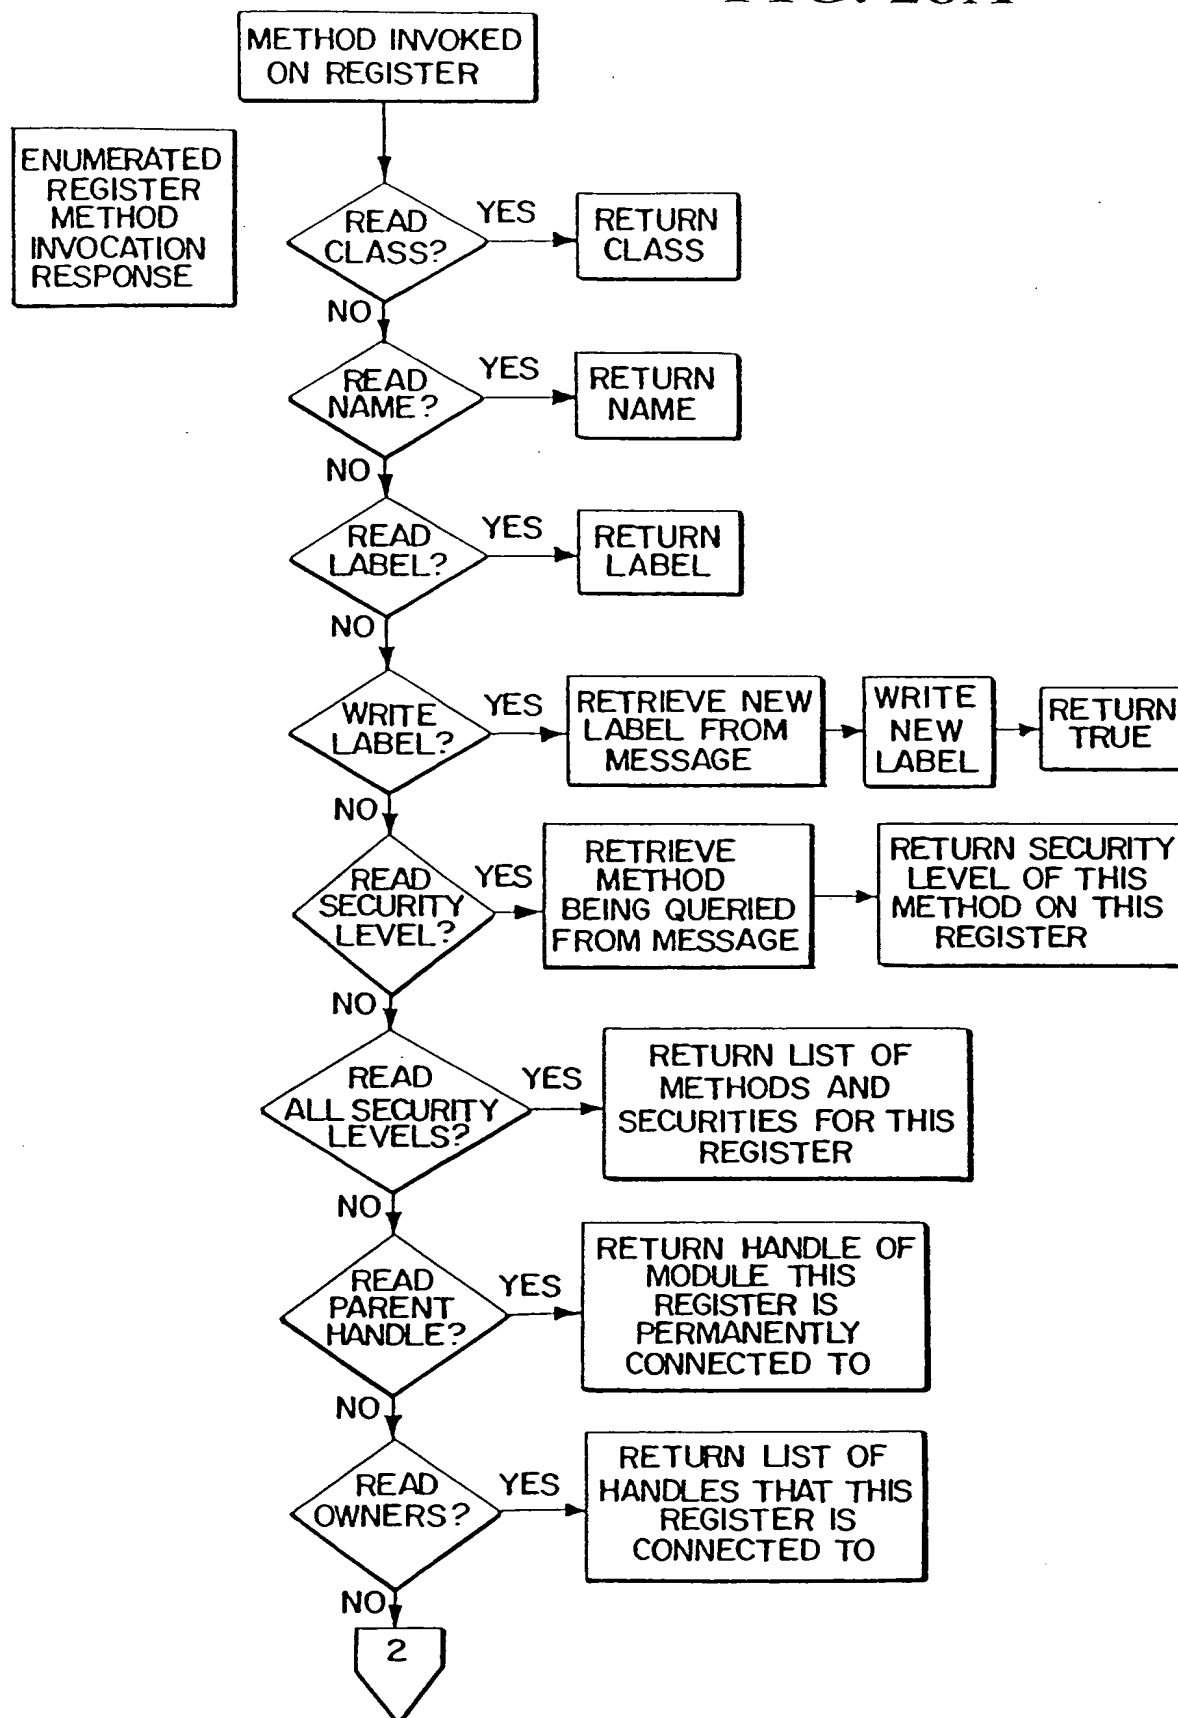 METHOD INVOKED
ON REGISTER
ENUMERATED
REGISTER
METHOD
INVOCATION
RESPONSE
READ
CLASS?
YES
RETURN
CLASS
NO
READ
NAME?
YES
RETURN
NAME
NO
READ
LABEL?
YES
RETURN
LABEL
NO
WRITE
LABEL?
YES
RETRIEVE NEW
LABEL FROM
MESSAGE
WRITE
NEW
LABEL
RETURN
TRUE
NO
READ
SECURITY
LEVEL?
YES
RETRIEVE
METHOD
BEING QUERIED
FROM MESSAGE
RETURN SECURITY
LEVEL OF THIS
METHOD ON THIS
REGISTER
NO
READ
ALL SECURITY
LEVELS?
YES
RETURN LIST OF
METHODS AND
SECURITIES FOR THIS
REGISTER
NO
READ
PARENT
HANDLE?
YES
RETURN HANDLE OF
MODULE THIS
REGISTER IS
PERMANENTLY
CONNECTED TO
NO
READ
OWNERS?
YES
RETURN LIST OF
HANDLES THAT THIS
REGISTER IS
CONNECTED TO
NO
2